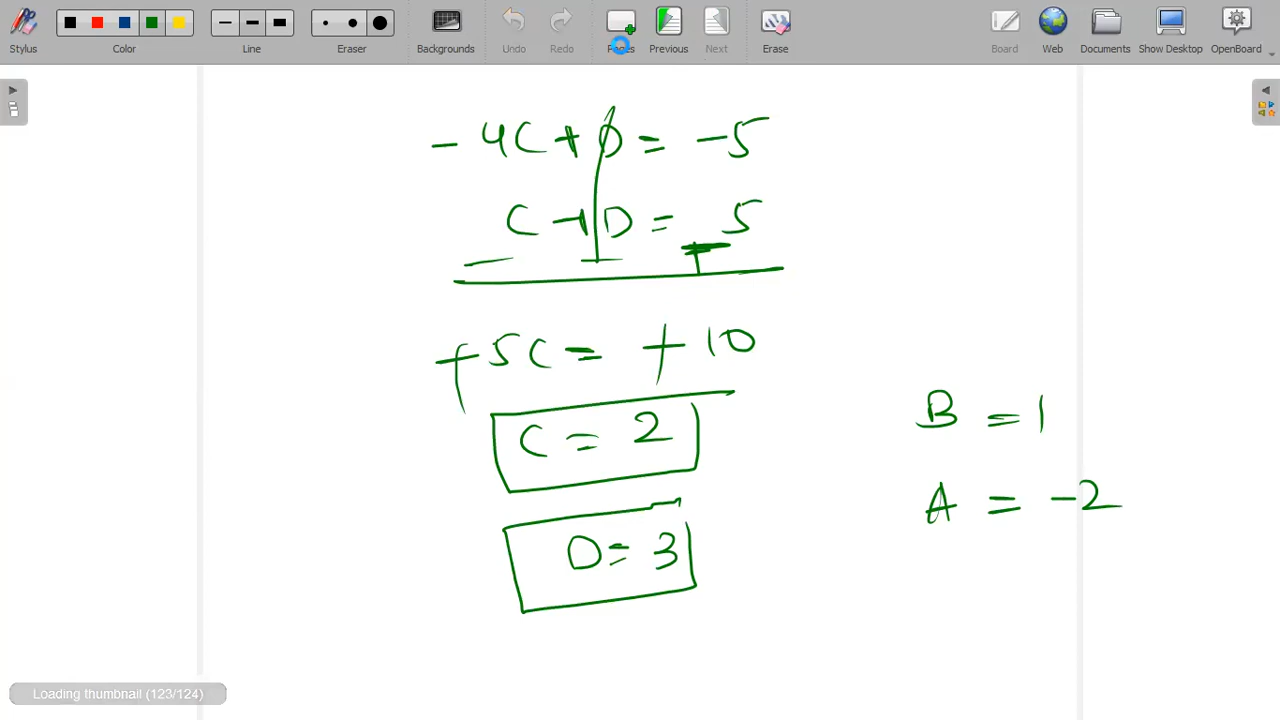 Stylus Color Line Eraser Backgrounds Undo Redo Pages Previous Next Erase Board Web Documents Show Desktop OpenBoard
- 4C + D = -5
C + D = 5
+5C = +10
C = 2
D = 3
B = 1
A = -2
Loading thumbnail (123/124)